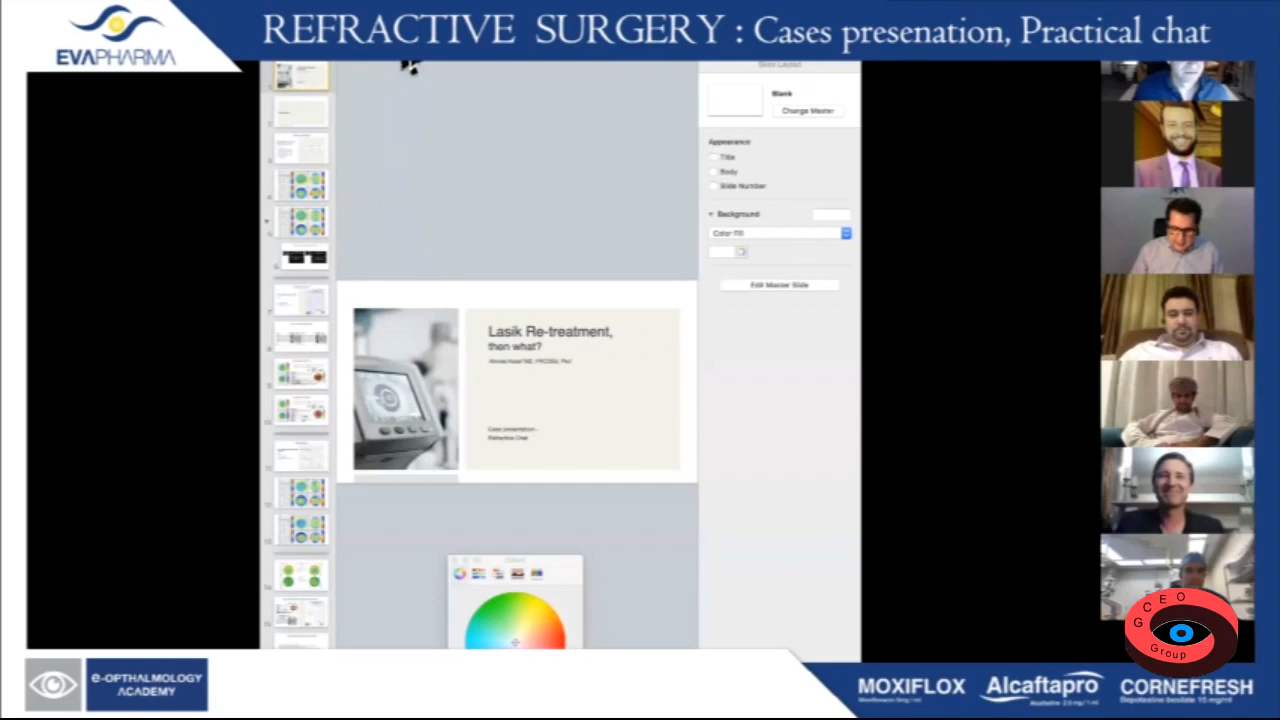 EVAPHARMA
REFRACTIVE SURGERY : Cases presenation, Practical chat
Slide Layout
Blank
Change Master
Appearance
Title
Body
Slide Number
Background
Color Fill
Edit Master Slide
Lasik Re-treatment,
then what?
Case presentation -
Refractive Chat
Colors
G CEO
Group
e-OPTHALMOLOGY
ACADEMY
MOXIFLOX
Alcaftapro
CORNEFRESH